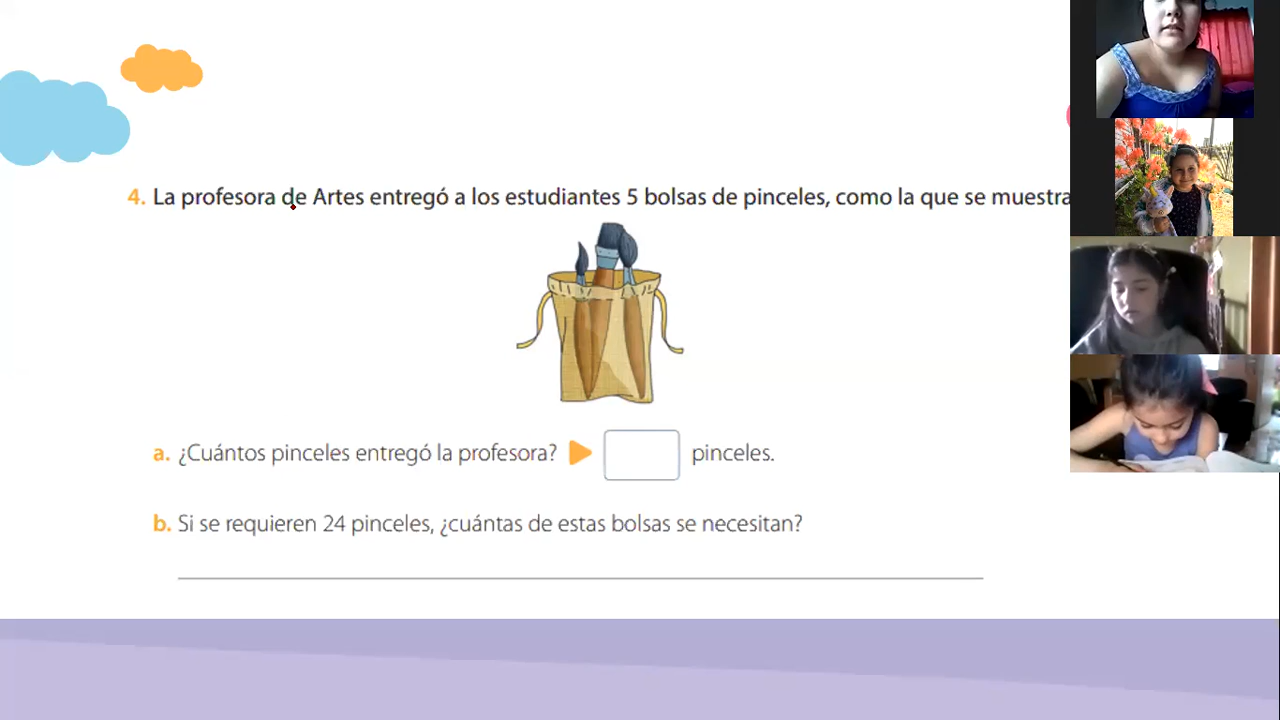 4. La profesora de Artes entregó a los estudiantes 5 bolsas de pinceles, como la que se muestra
a. ¿Cuántos pinceles entregó la profesora? pinceles.
b. Si se requieren 24 pinceles, ¿cuántas de estas bolsas se necesitan?